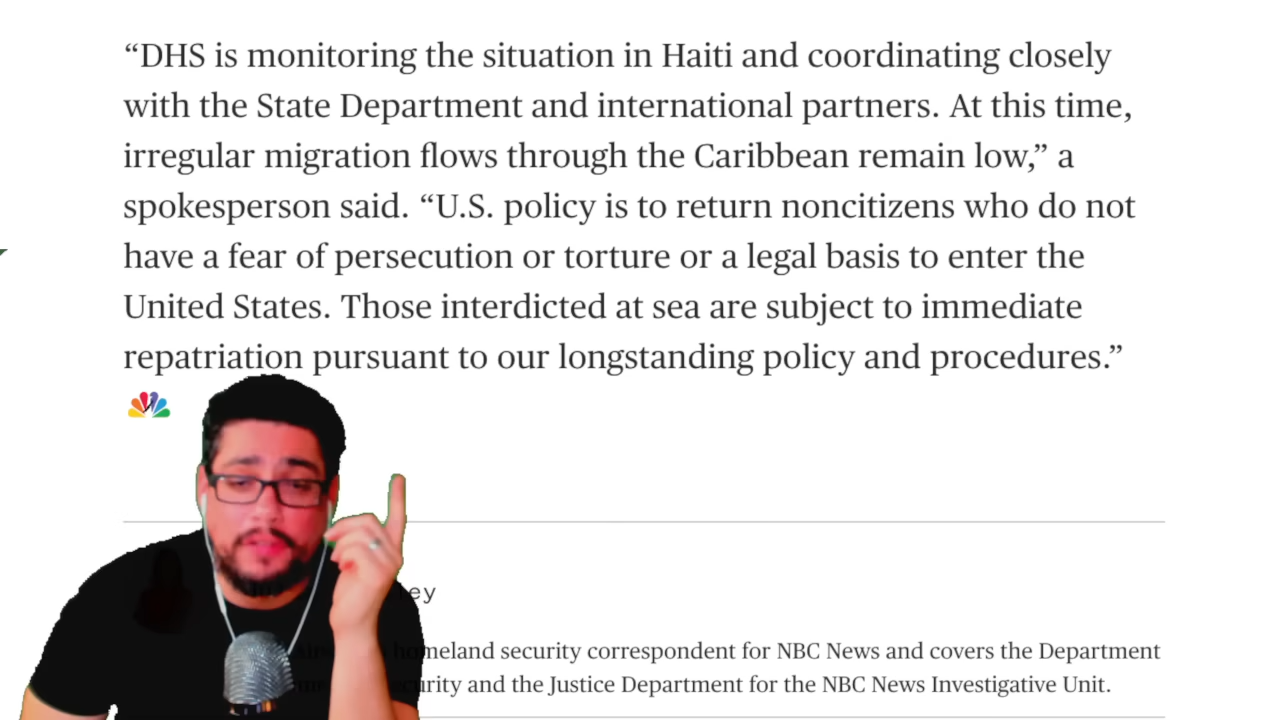 “DHS is monitoring the situation in Haiti and coordinating closely
with the State Department and international partners. At this time,
irregular migration flows through the Caribbean remain low,” a
spokesperson said. “U.S. policy is to return noncitizens who do not
have a fear of persecution or torture or a legal basis to enter the
United States. Those interdicted at sea are subject to immediate
repatriation pursuant to our longstanding policy and procedures.”
homeland security correspondent for NBC News and covers the Department
and the Justice Department for the NBC News Investigative Unit.